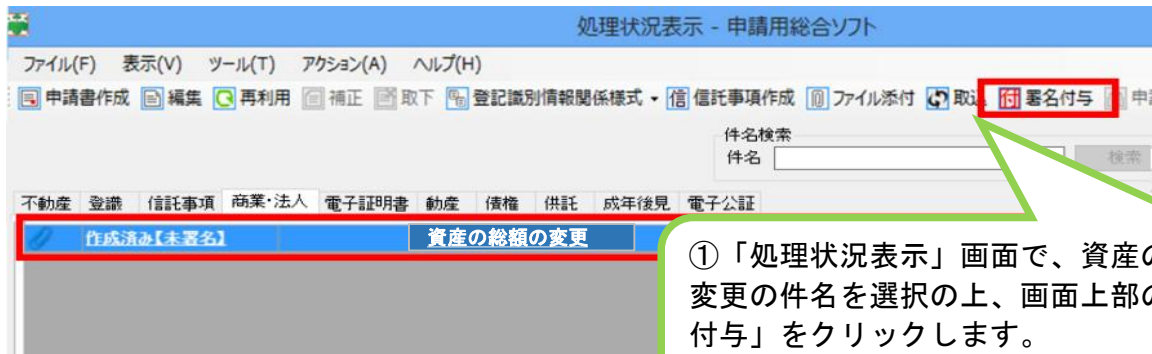 処理状況表示 - 申請用総合ソフト
ファイル(F) 表示(V) ツール(T) アクション(A) ヘルプ(H)
申請書作成 編集 再利用 補正 取下 登記識別情報関係様式 信託事項作成 ファイル添付 取込 署名付与
件名検索
件名 検索
不動産 登識 信託事項 商業・法人 電子証明書 動産 債権 供託 成年後見 電子公証
作成済み【未署名】 資産の総額の変更
①「処理状況表示」画面で、資産の
変更の件名を選択の上、画面上部の
付与」をクリックします。